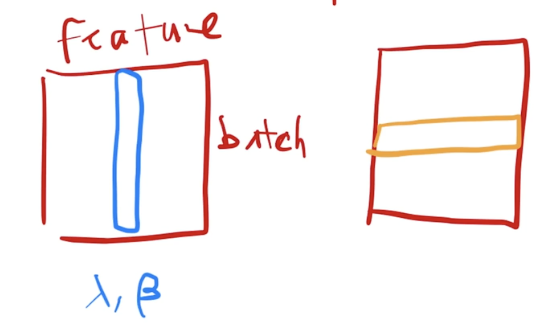 feature
batch
λ, β